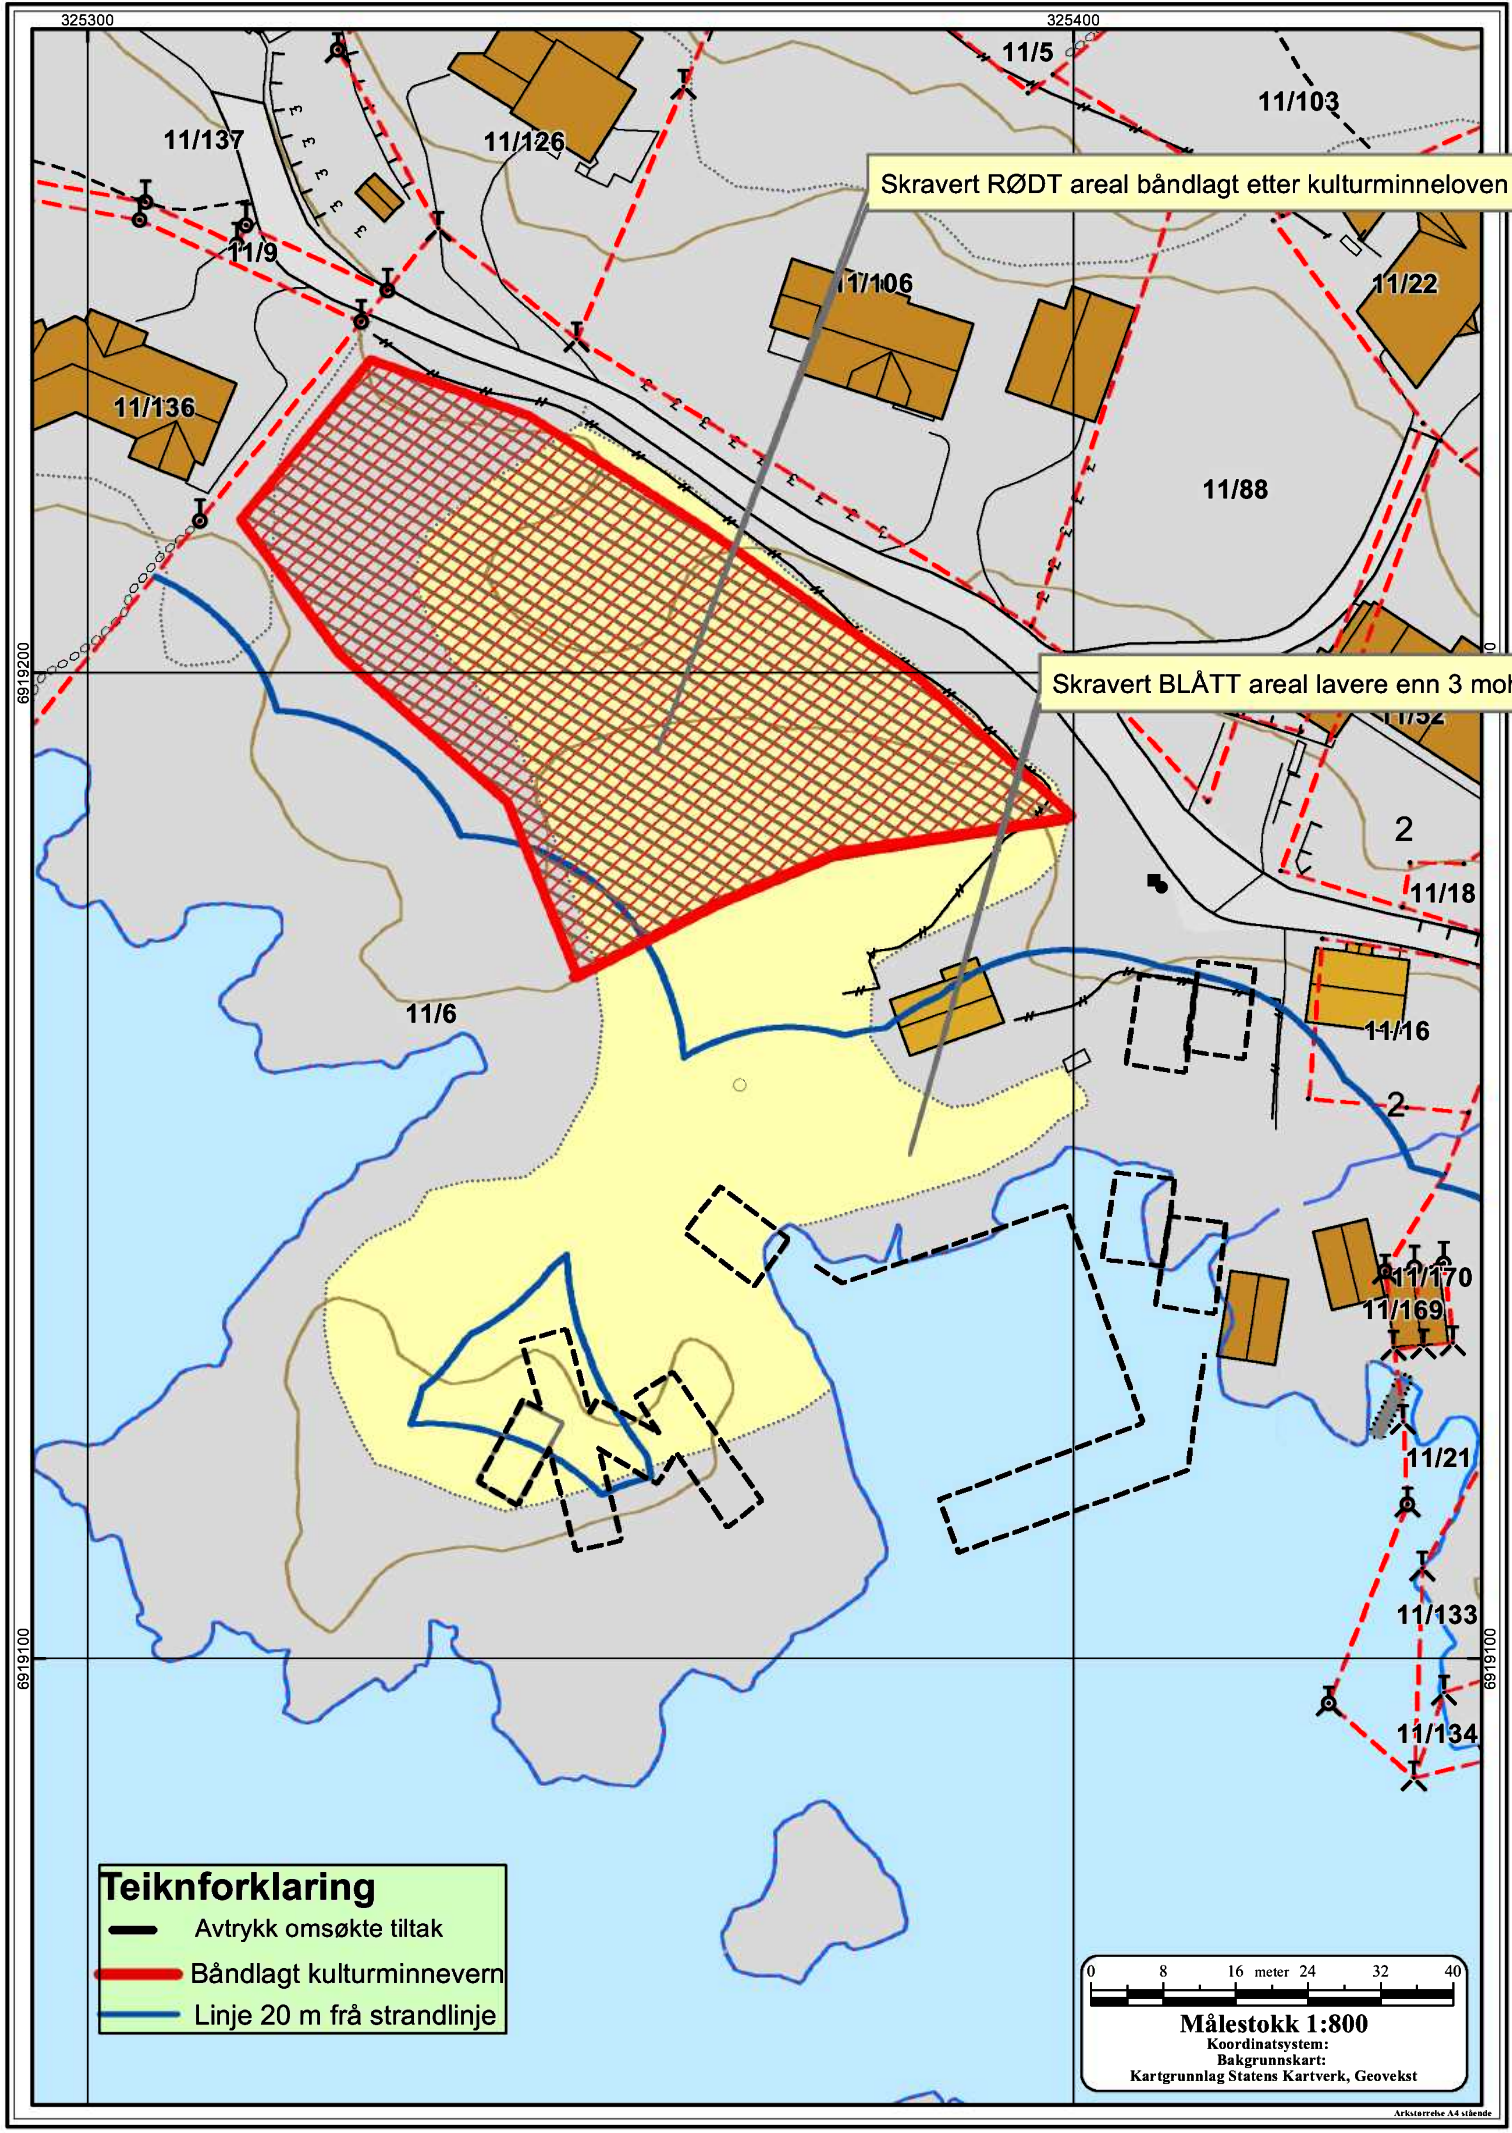 325300
325400
11/5
11/103
11/137
11/126
Skravert RØDT areal båndlagt etter kulturminneloven
11/9
11/106
11/22
11/136
11/88
6919200
Skravert BLÅTT areal lavere enn 3 moh
11/52
2
11/18
11/6
11/16
2
11/170
11/169
11/21
11/133
6919100
6919100
11/134
Teiknforklaring
Avtrykk omsøkte tiltak
Båndlagt kulturminnevern
Linje 20 m frå strandlinje
0 8 16 meter 24 32 40
Målestokk 1:800
Koordinatsystem:
Bakgrunnskart:
Kartgrunnlag Statens Kartverk, Geovekst
Arkstørrelse A4 stående